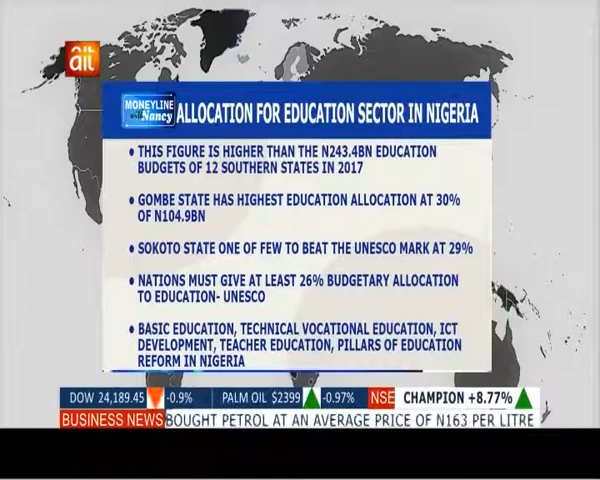 ait
MONEYLINE
with Nancy
ALLOCATION FOR EDUCATION SECTOR IN NIGERIA
• THIS FIGURE IS HIGHER THAN THE N243.4BN EDUCATION
BUDGETS OF 12 SOUTHERN STATES IN 2017
• GOMBE STATE HAS HIGHEST EDUCATION ALLOCATION AT 30%
OF N104.9BN
• SOKOTO STATE ONE OF FEW TO BEAT THE UNESCO MARK AT 29%
• NATIONS MUST GIVE AT LEAST 26% BUDGETARY ALLOCATION
TO EDUCATION- UNESCO
• BASIC EDUCATION, TECHNICAL VOCATIONAL EDUCATION, ICT
DEVELOPMENT, TEACHER EDUCATION, PILLARS OF EDUCATION
REFORM IN NIGERIA
DOW 24,189.45 -0.9% PALM OIL $2399 -0.97% NSE CHAMPION +8.77%
BUSINESS NEWS BOUGHT PETROL AT AN AVERAGE PRICE OF N163 PER LITRE